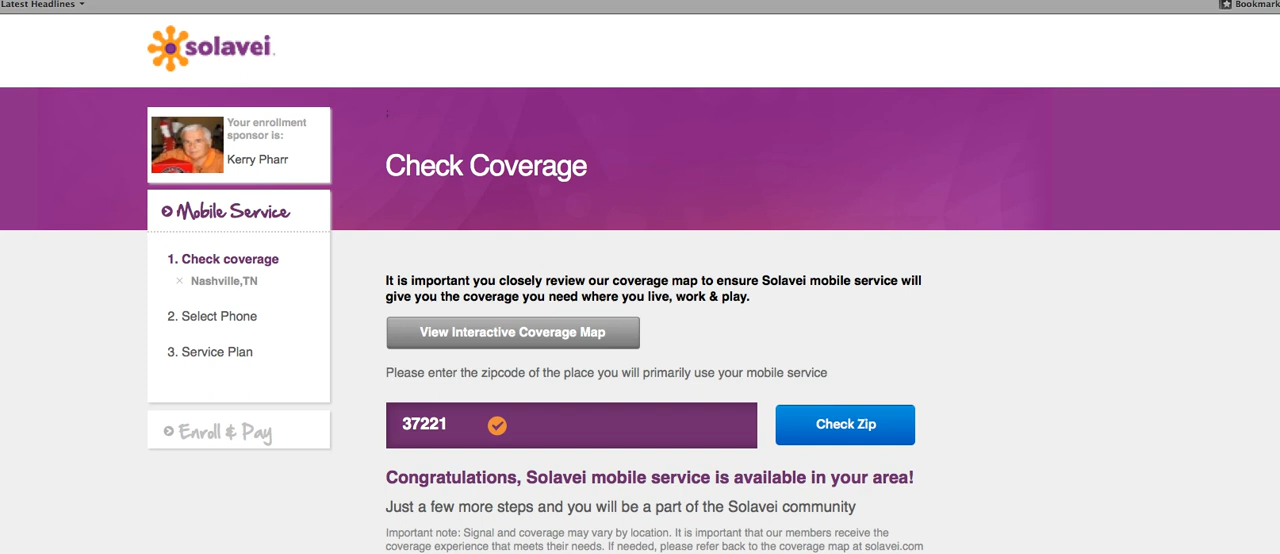 Latest Headlines
Bookmark
solavei
Your enrollment
sponsor is:
Kerry Pharr
Check Coverage
Mobile Service
1. Check coverage
Nashville,TN
2. Select Phone
3. Service Plan
Enroll & Pay
It is important you closely review our coverage map to ensure Solavei mobile service will
give you the coverage you need where you live, work & play.
View Interactive Coverage Map
Please enter the zipcode of the place you will primarily use your mobile service
37221
Check Zip
Congratulations, Solavei mobile service is available in your area!
Just a few more steps and you will be a part of the Solavei community
Important note: Signal and coverage may vary by location. It is important that our members receive the
coverage experience that meets their needs. If needed, please refer back to the coverage map at solavei.com